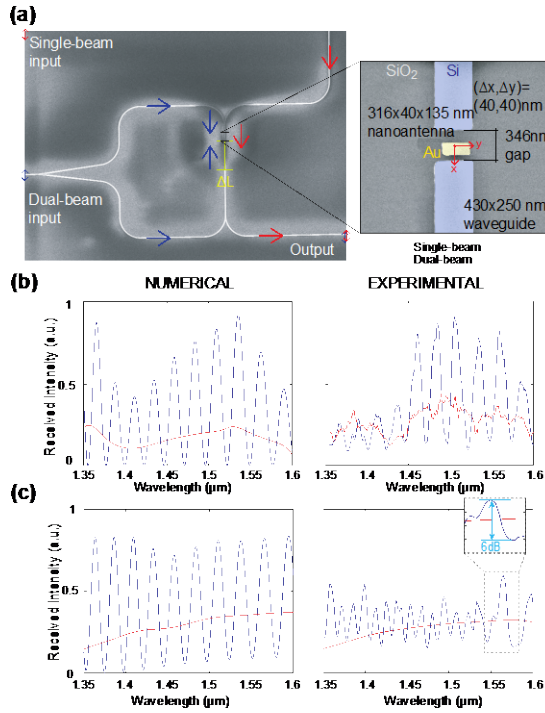 (a)
Single-beam
input
Dual-beam
input
ΔL
Output
SiO2
Si
(Δx,Δy)=
(40,40)nm
316x40x135 nm
nanoantenna
346nm
gap
Au
y
x
430x250 nm
waveguide
Single-beam
Dual-beam
(b)
NUMERICAL
EXPERIMENTAL
Received Intensity (a.u.)
1
0.5
0
1.35
1.4
1.45
1.5
1.55
1.6
Wavelength (μm)
1.35
1.4
1.45
1.5
1.55
1.6
Wavelength (μm)
(c)
Received Intensity (a.u.)
1
0.5
0
1.35
1.4
1.45
1.5
1.55
1.6
Wavelength (μm)
6dB
1.35
1.4
1.45
1.5
1.55
1.6
Wavelength (μm)